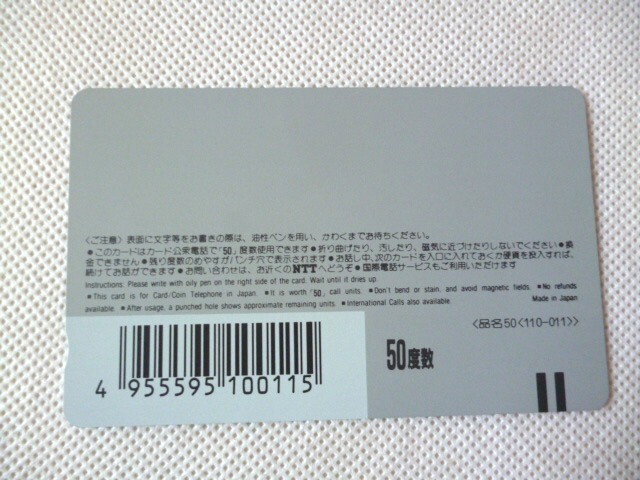 〈ご注意〉表面に文字等をお書きの際は、油性ペンを用い、かわくまでお待ちください。
●このカードはカード公衆電話で「50」度数使用できます●折り曲げたり、汚したり、磁気に近づけたりしないでください●換
金できません●残り度数のめやすがパンチ穴で表示されます●お話し中、次のカードを入口に入れておくか硬貨を投入すれば、
続けてお話ができます●お問い合わせは、お近くのNTTへどうぞ●国際電話サービスもご利用いただけます
Instructions. Please write with oily pen on the right side of the card. Wait until it dries up.
●This card is for Card/Coin Telephone in Japan ●It is worth「50」call units. ●Don't bend or stain, and avoid magnetic fields. ●No refunds
available. ●After usage, a punched hole shows approximate remaining units. ●International Calls also available. Made in Japan
〈品名50〈110-011〉〉
50度数
4 955595 100115